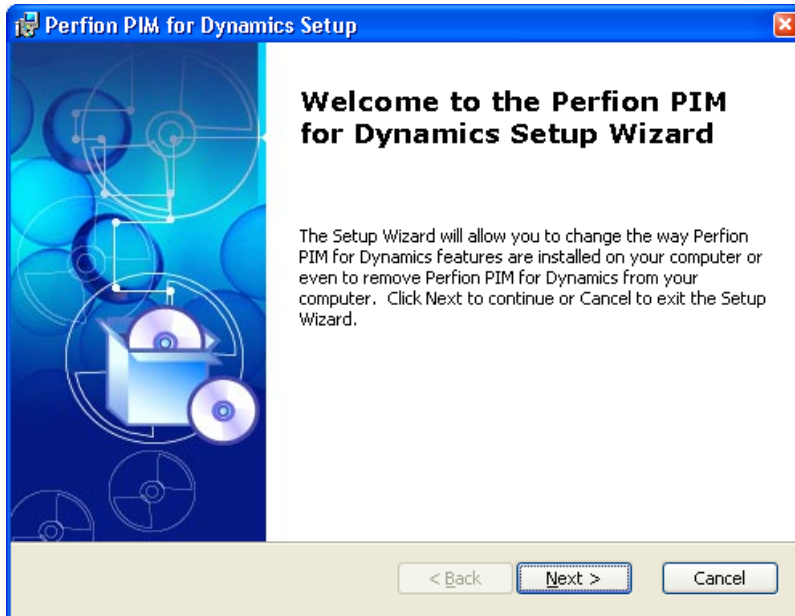 Perfion PIM for Dynamics Setup
Welcome to the Perfion PIM
for Dynamics Setup Wizard
The Setup Wizard will allow you to change the way Perfion
PIM for Dynamics features are installed on your computer or
even to remove Perfion PIM for Dynamics from your
computer.  Click Next to continue or Cancel to exit the Setup
Wizard.
< Back Next > Cancel